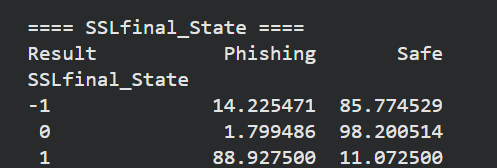 ==== SSLfinal_State ====
Result Phishing Safe
SSLfinal_State
-1 14.225471 85.774529
0 1.799486 98.200514
1 88.927500 11.072500